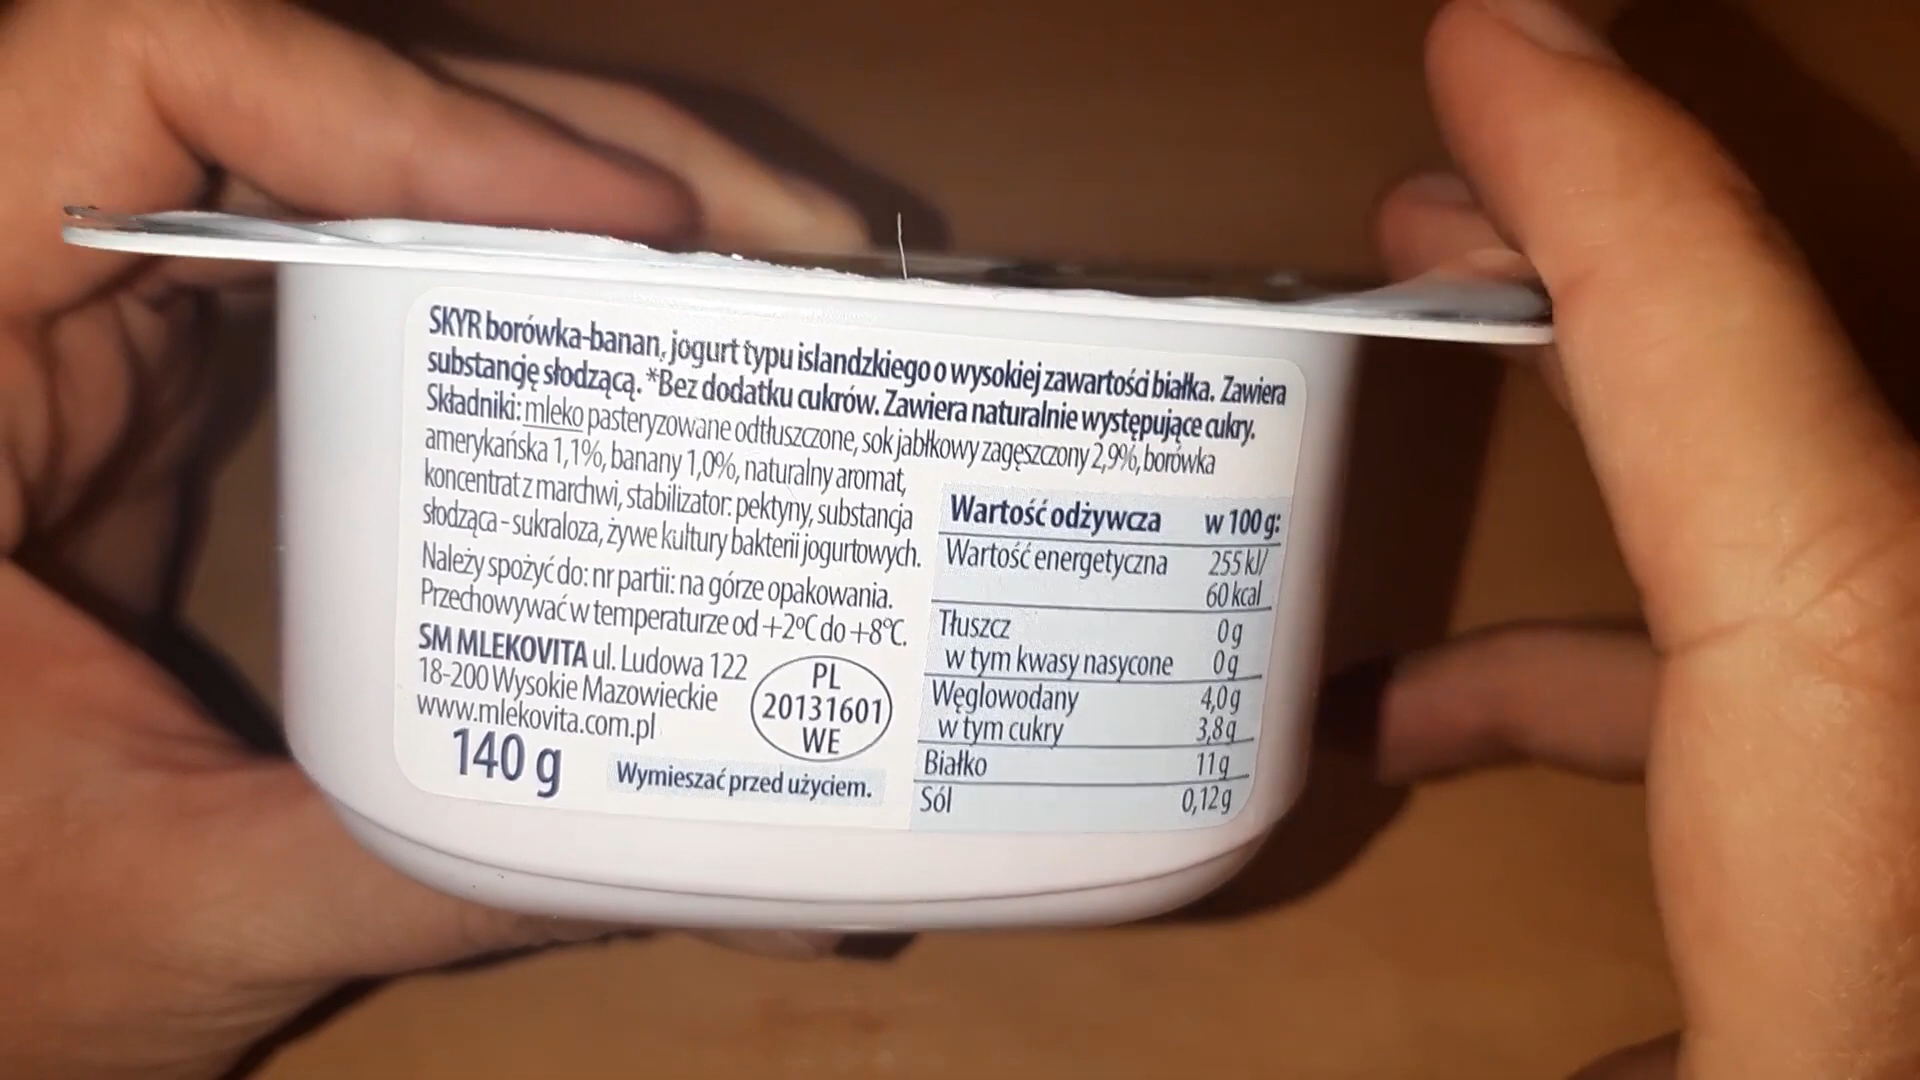 SKYR borówka-banan, jogurt typu islandzkiego o wysokiej zawartości białka. Zawiera
substancję słodzącą. *Bez dodatku cukrów. Zawiera naturalnie występujące cukry.
Składniki: mleko pasteryzowane odtłuszczone, sok jabłkowy zagęszczony 2,9%, borówka
amerykańska 1,1%, banany 1,0%, naturalny aromat,
koncentrat z marchwi, stabilizator: pektyny, substancja
słodząca - sukraloza, żywe kultury bakterii jogurtowych.
Należy spożyć do: nr partii: na górze opakowania.
Przechowywać w temperaturze od +2°C do +8°C.
SM MLEKOVITA ul. Ludowa 122
18-200 Wysokie Mazowieckie
www.mlekovita.com.pl
140 g
PL
20131601
WE
Wymieszać przed użyciem.
Wartość odżywcza w 100 g:
Wartość energetyczna 255 kJ/
60 kcal
Tłuszcz 0 g
w tym kwasy nasycone 0 g
Węglowodany 4,0 g
w tym cukry 3,8 g
Białko 11 g
Sól 0,12 g